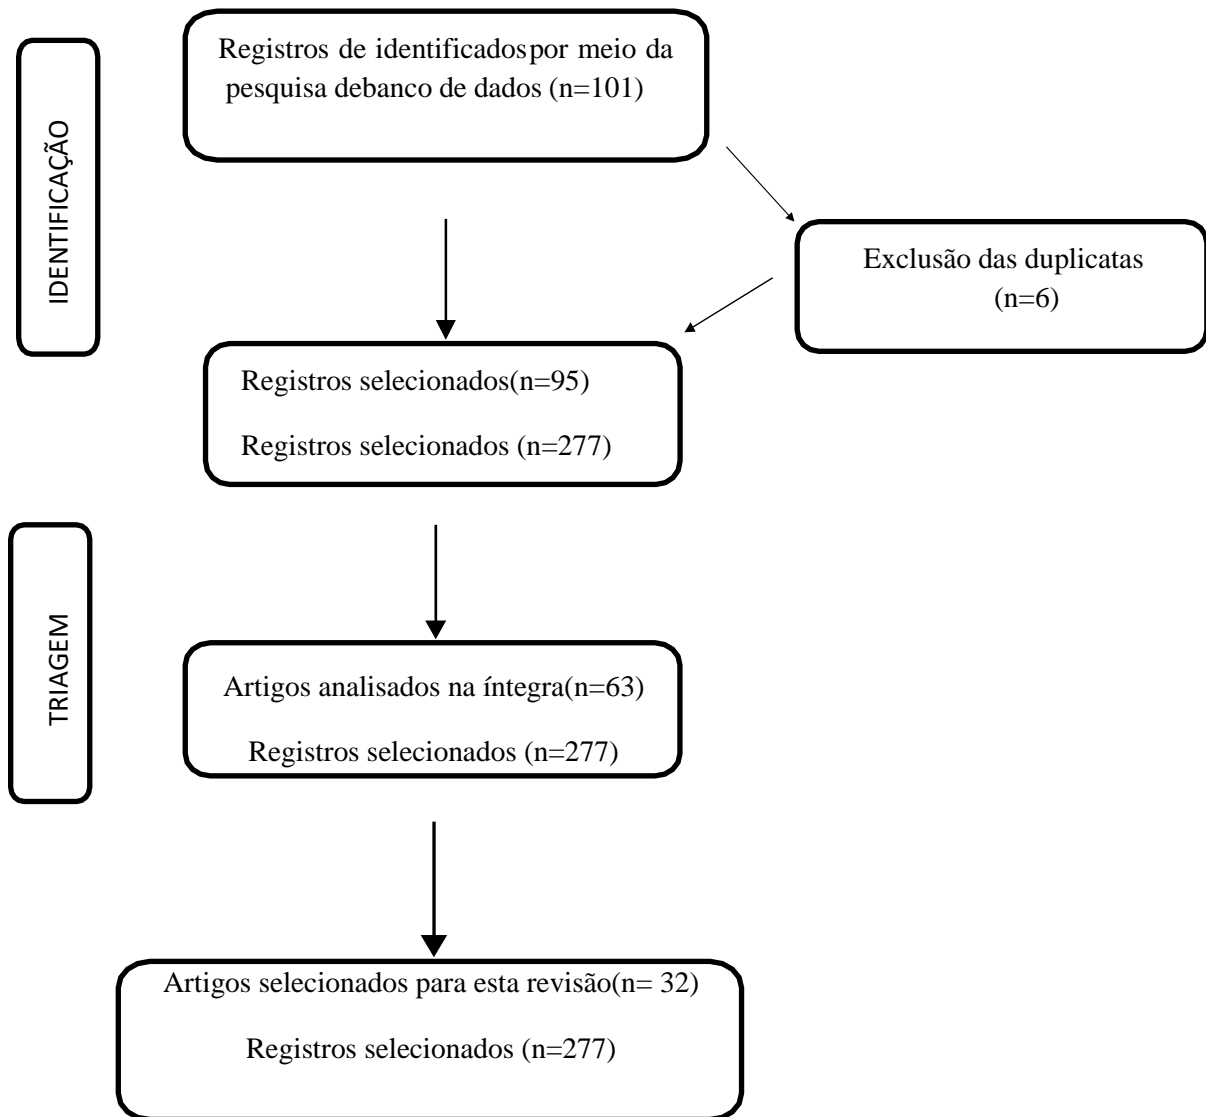 Registros de identificadospor meio da
pesquisa debanco de dados (n=101)
IDENTIFICAÇÃO
Exclusão das duplicatas
(n=6)
Registros selecionados(n=95)
Registros selecionados (n=277)
TRIAGEM
Artigos analisados na íntegra(n=63)
Registros selecionados (n=277)
Artigos selecionados para esta revisão(n= 32)
Registros selecionados (n=277)